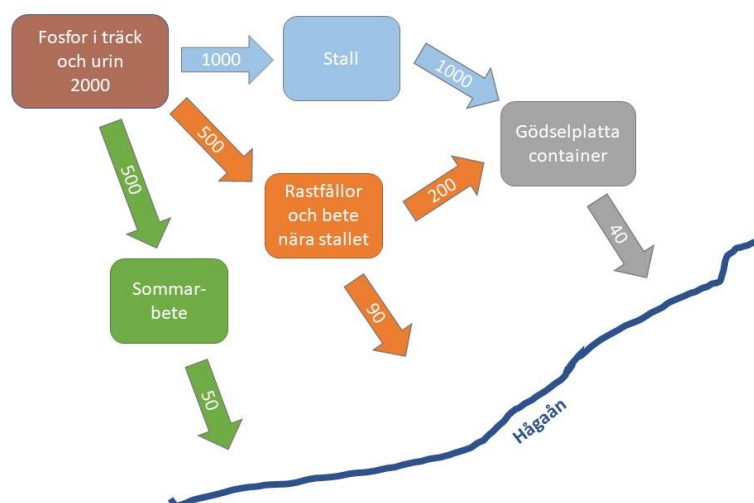 Fosfor i träck
och urin
2000
1000
Stall
1000
Gödselplatta
container
500
500
Rastfållor
och bete
nära stallet
200
40
Sommar-
bete
90
50
Hågaån